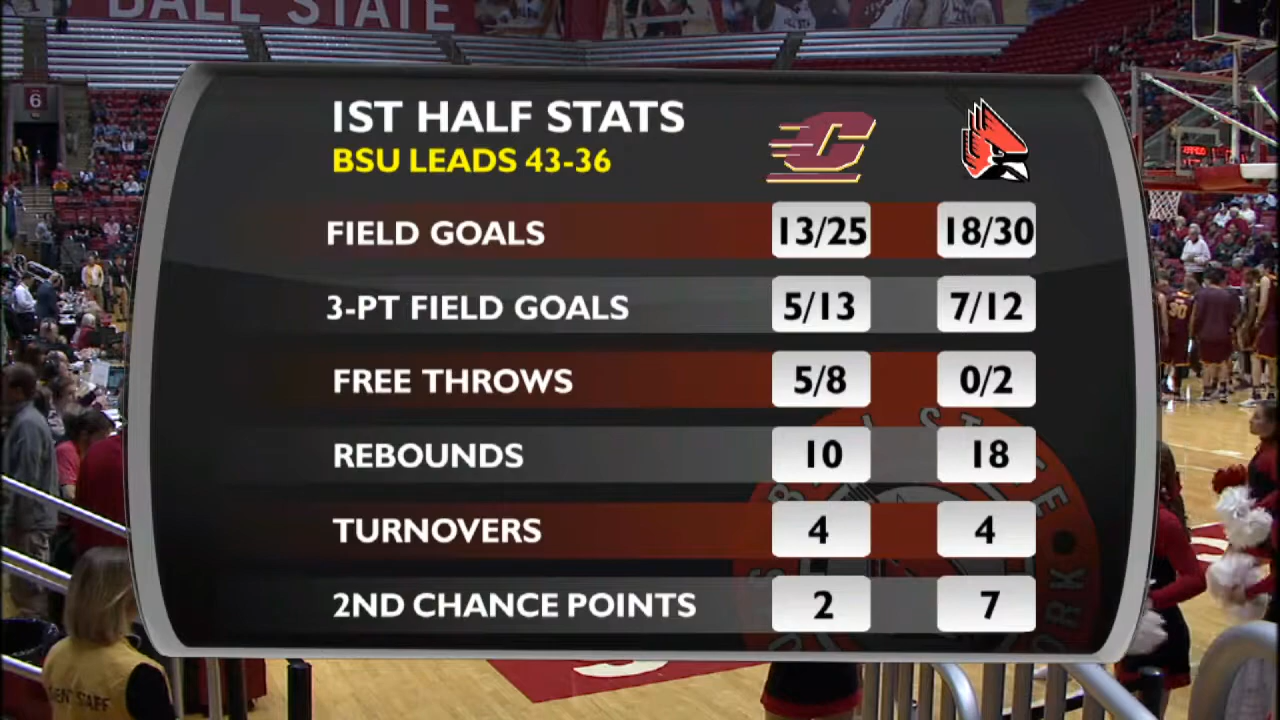 BALL STATE
6
IST HALF STATS
BSU LEADS 43-36
FIELD GOALS 13/25 18/30
3-PT FIELD GOALS 5/13 7/12
FREE THROWS 5/8 0/2
REBOUNDS 10 18
TURNOVERS 4 4
2ND CHANCE POINTS 2 7
30
STAFF